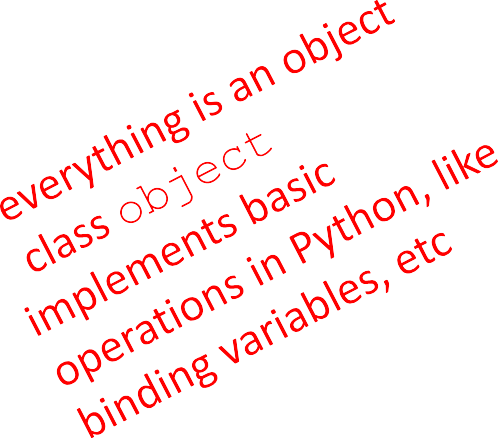 everything is an object
class object
implements basic
operations in Python, like
binding variables, etc